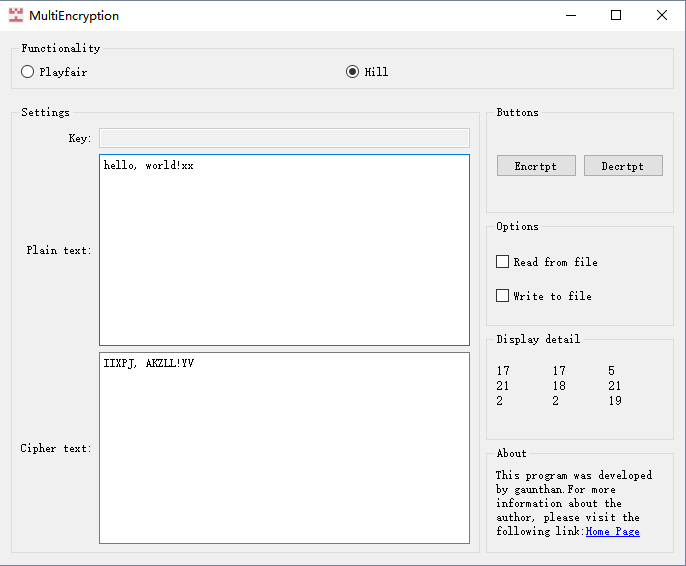 MultiEncryption
Functionality
Playfair
Hill
Settings
Key:
Plain text:
hello, world!xx
Cipher text:
IIXPJ, AKZLL!YV
Buttons
Encrtpt
Decrtpt
Options
Read from file
Write to file
Display detail
17 17 5
21 18 21
2 2 19
About
This program was developed
by gaunthan.For more
information about the
author, please visit the
following link:Home Page